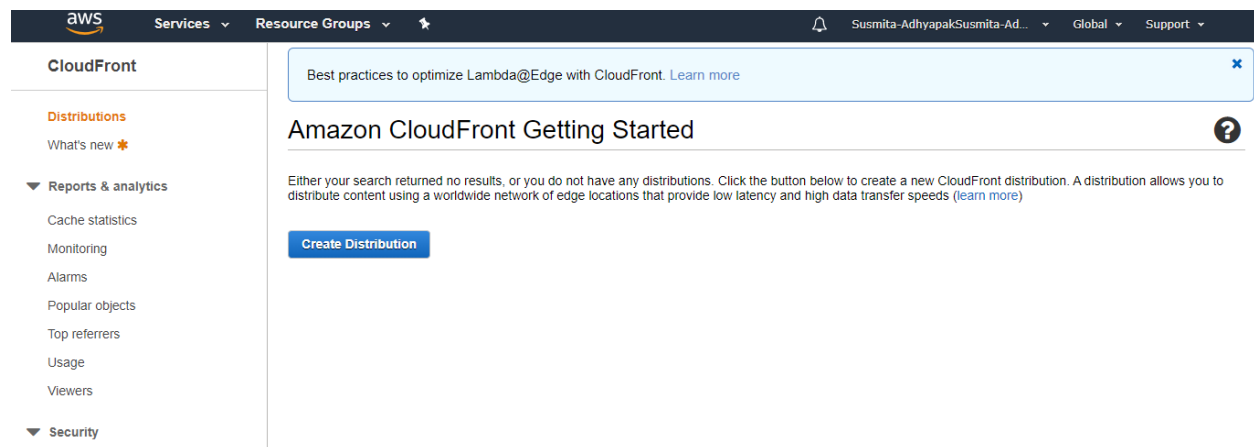 aws Services Resource Groups Susmita-AdhyapakSusmita-Ad... Global Support
CloudFront
Distributions
What's new
Reports & analytics
Cache statistics
Monitoring
Alarms
Popular objects
Top referrers
Usage
Viewers
Security
Best practices to optimize Lambda@Edge with CloudFront. Learn more
Amazon CloudFront Getting Started
Either your search returned no results, or you do not have any distributions. Click the button below to create a new CloudFront distribution. A distribution allows you to
distribute content using a worldwide network of edge locations that provide low latency and high data transfer speeds (learn more)
Create Distribution